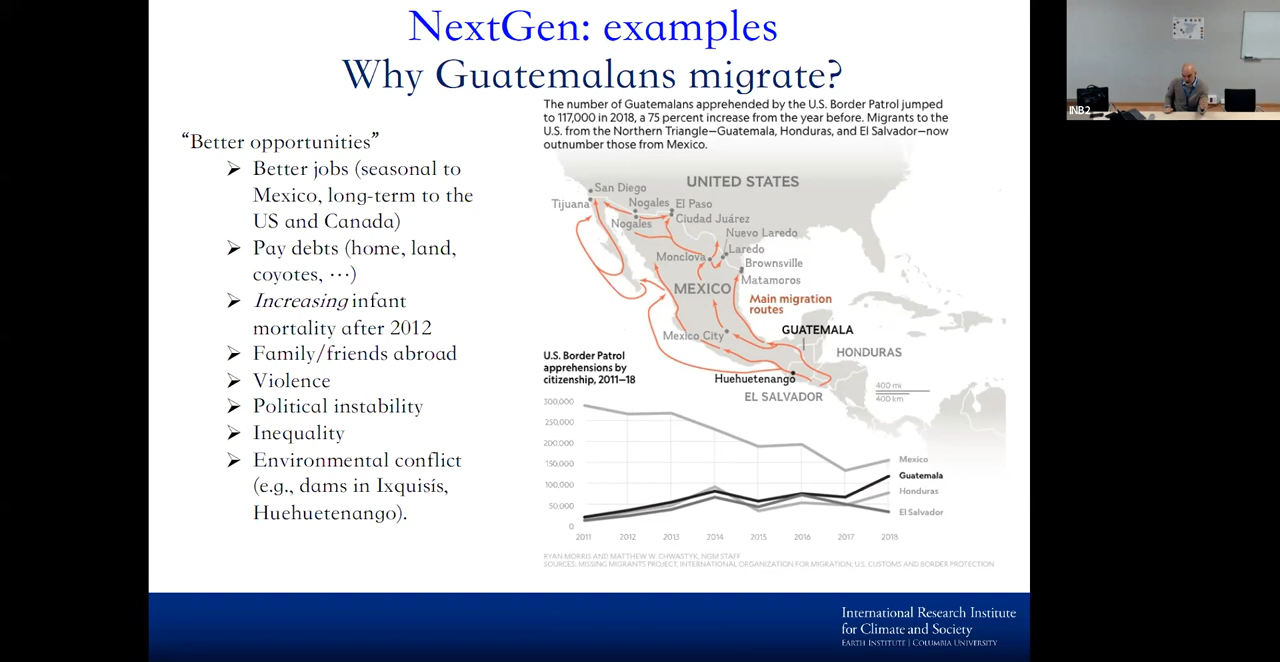 NextGen: examples
Why Guatemalans migrate?
“Better opportunities”
➢ Better jobs (seasonal to
Mexico, long-term to the
US and Canada)
➢ Pay debts (home, land,
coyotes, …)
➢ Increasing infant
mortality after 2012
➢ Family/friends abroad
➢ Violence
➢ Political instability
➢ Inequality
➢ Environmental conflict
(e.g., dams in Ixquisís,
Huehuetenango).
The number of Guatemalans apprehended by the U.S. Border Patrol jumped
to 117,000 in 2018, a 75 percent increase from the year before. Migrants to the
U.S. from the Northern Triangle—Guatemala, Honduras, and El Salvador—now
outnumber those from Mexico.
UNITED STATES
San Diego
Tijuana
Nogales
El Paso
Nogales
Ciudad Juárez
Nuevo Laredo
Laredo
Monclova
Brownsville
Matamoros
MEXICO
Main migration
routes
Mexico City
GUATEMALA
HONDURAS
Huehuetenango
EL SALVADOR
400 mi
400 km
U.S. Border Patrol
apprehensions by
citizenship, 2011–18
300,000
250,000
200,000
150,000
100,000
50,000
0
Mexico
Guatemala
Honduras
El Salvador
2011 2012 2013 2014 2015 2016 2017 2018
RYAN MORRIS AND MATTHEW W. CHWASTYK, NGM STAFF
SOURCES: MISSING MIGRANTS PROJECT, INTERNATIONAL ORGANIZATION FOR MIGRATION; U.S. CUSTOMS AND BORDER PROTECTION
International Research Institute
for Climate and Society
EARTH INSTITUTE | COLUMBIA UNIVERSITY
INB2